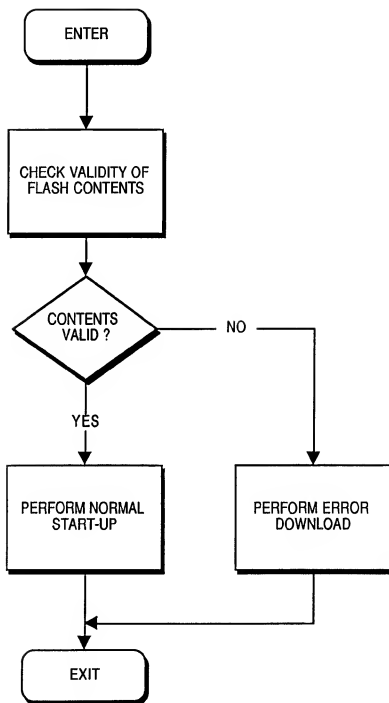 ENTER
CHECK VALIDITY OF
FLASH CONTENTS
CONTENTS
VALID ?
NO
YES
PERFORM NORMAL
START-UP
PERFORM ERROR
DOWNLOAD
EXIT